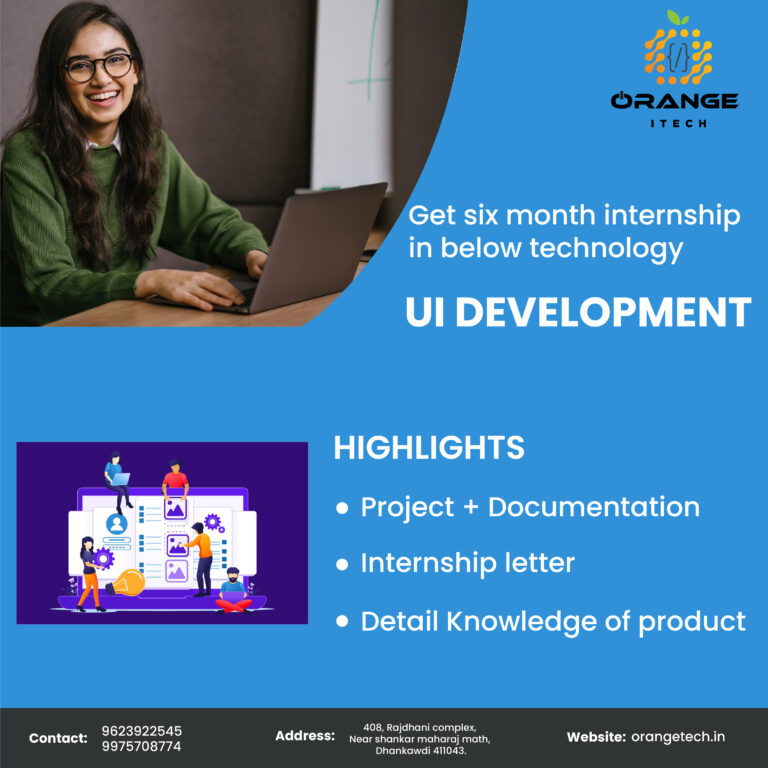 ORANGE
ITECH
Get six month internship
in below technology
UI DEVELOPMENT
HIGHLIGHTS
Project + Documentation
Internship letter
Detail Knowledge of product
Contact: 9623922545
9975708774
Address: 408, Rajdhani complex,
Near shankar maharaj math,
Dhankawdi 411043.
Website: orangetech.in